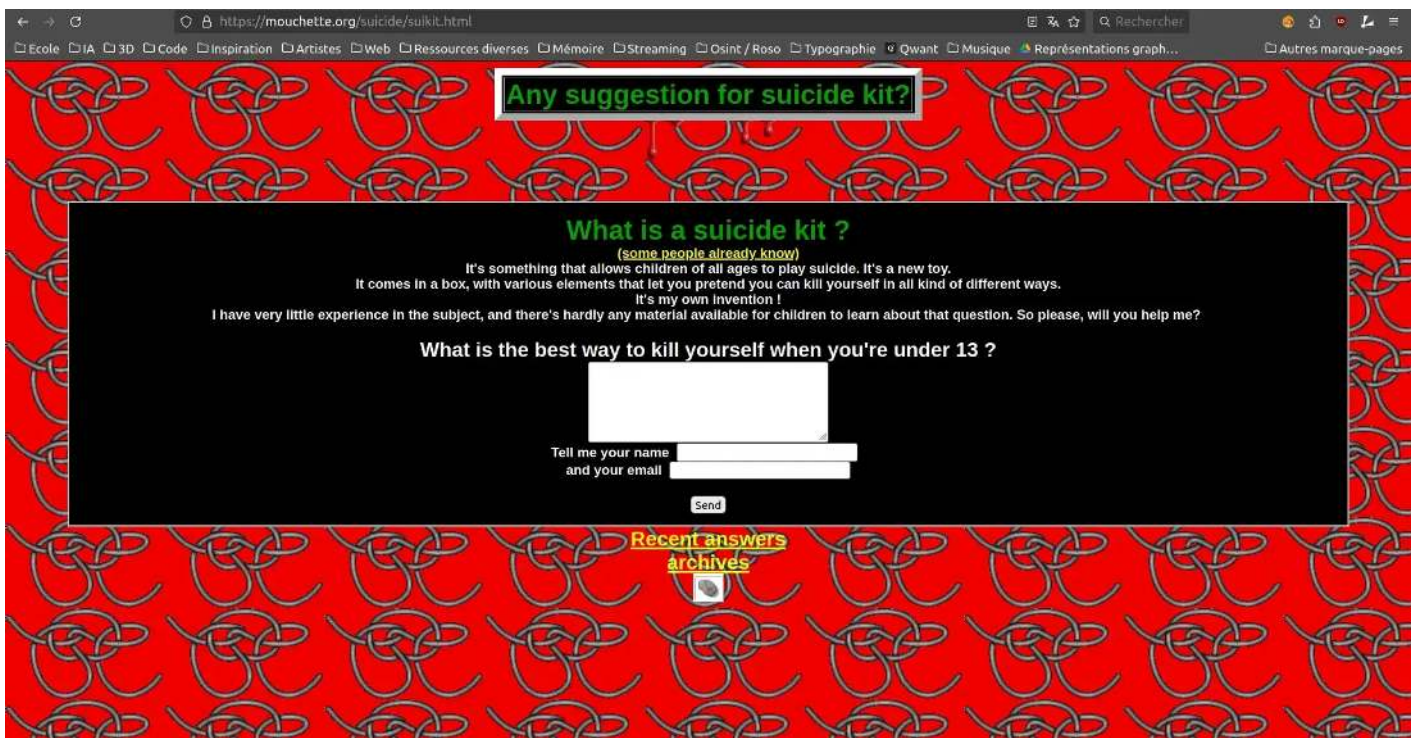 https://mouchette.org/suicide/suikit.html
Rechercher
Ecole IA 3D Code Inspiration Artistes Web Ressources diverses Mémoire Streaming Osint / Roso Typographie Qwant Musique Représentations graph... Autres marque-pages
Any suggestion for suicide kit?
What is a suicide kit ?
(some people already know)
It's something that allows children of all ages to play suicide. It's a new toy.
It comes in a box, with various elements that let you pretend you can kill yourself in all kind of different ways.
It's my own invention !
I have very little experience in the subject, and there's hardly any material available for children to learn about that question. So please, will you help me?
What is the best way to kill yourself when you're under 13 ?
Tell me your name
and your email
Send
Recent answers
archives